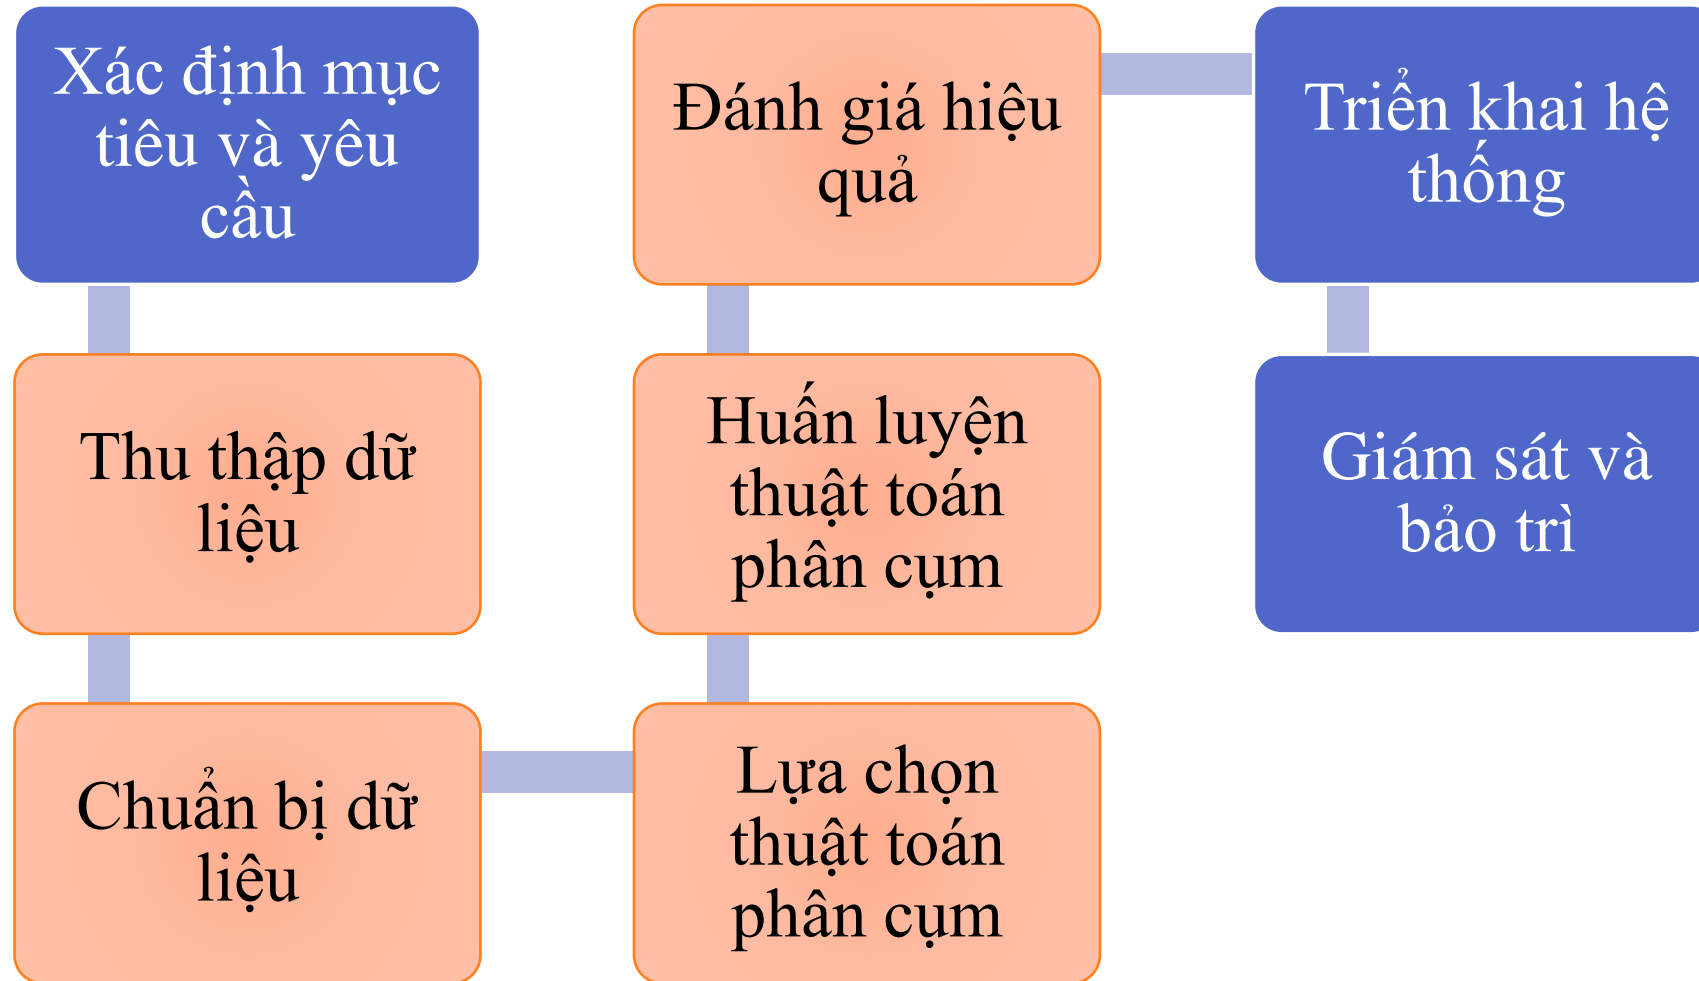 Xác định mục
tiêu và yêu
cầu
Thu thập dữ
liệu
Chuẩn bị dữ
liệu
Lựa chọn
thuật toán
phân cụm
Huấn luyện
thuật toán
phân cụm
Đánh giá hiệu
quả
Triển khai hệ
thống
Giám sát và
bảo trì